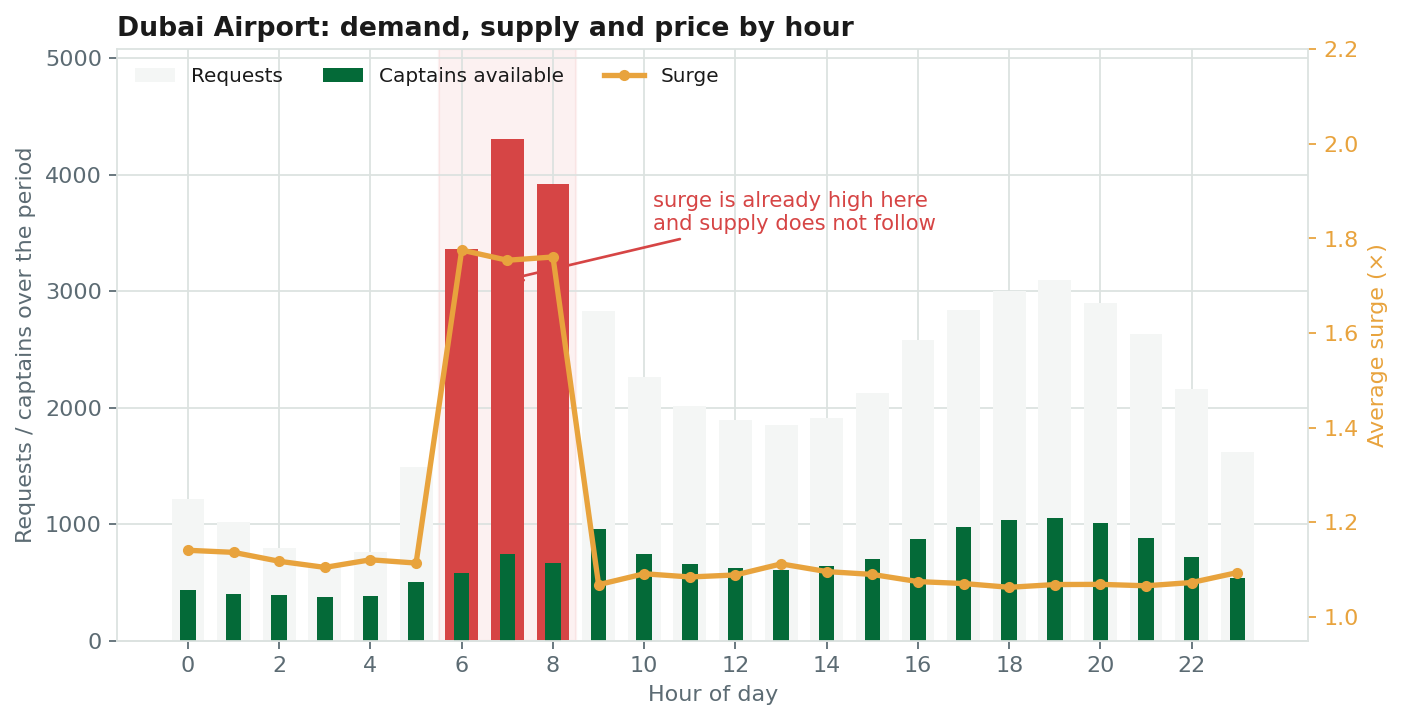 Dubai Airport: demand, supply and price by hour
Requests
Captains available
Surge
surge is already high here
and supply does not follow
Requests / captains over the period
5000
4000
3000
2000
1000
0
Average surge (×)
2.2
2.0
1.8
1.6
1.4
1.2
1.0
0 2 4 6 8 10 12 14 16 18 20 22
Hour of day